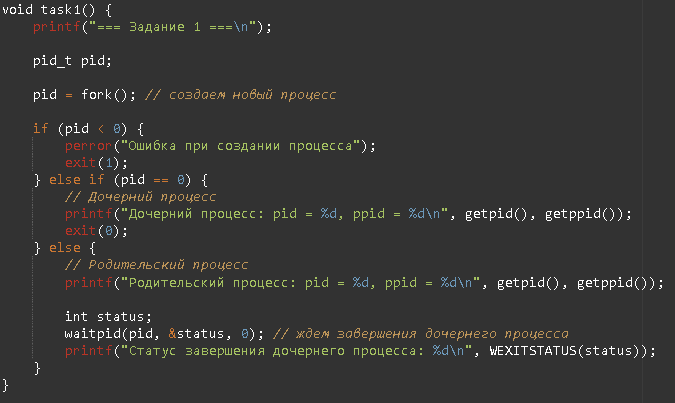 void task1() {
    printf("=== Задание 1 ===\n");

    pid_t pid;

    pid = fork(); // создаем новый процесс

    if (pid < 0) {
        perror("Ошибка при создании процесса");
        exit(1);
    } else if (pid == 0) {
        // Дочерний процесс
        printf("Дочерний процесс: pid = %d, ppid = %d\n", getpid(), getppid());
        exit(0);
    } else {
        // Родительский процесс
        printf("Родительский процесс: pid = %d, ppid = %d\n", getpid(), getppid());

        int status;
        waitpid(pid, &status, 0); // ждем завершения дочернего процесса
        printf("Статус завершения дочернего процесса: %d\n", WEXITSTATUS(status));
    }
}